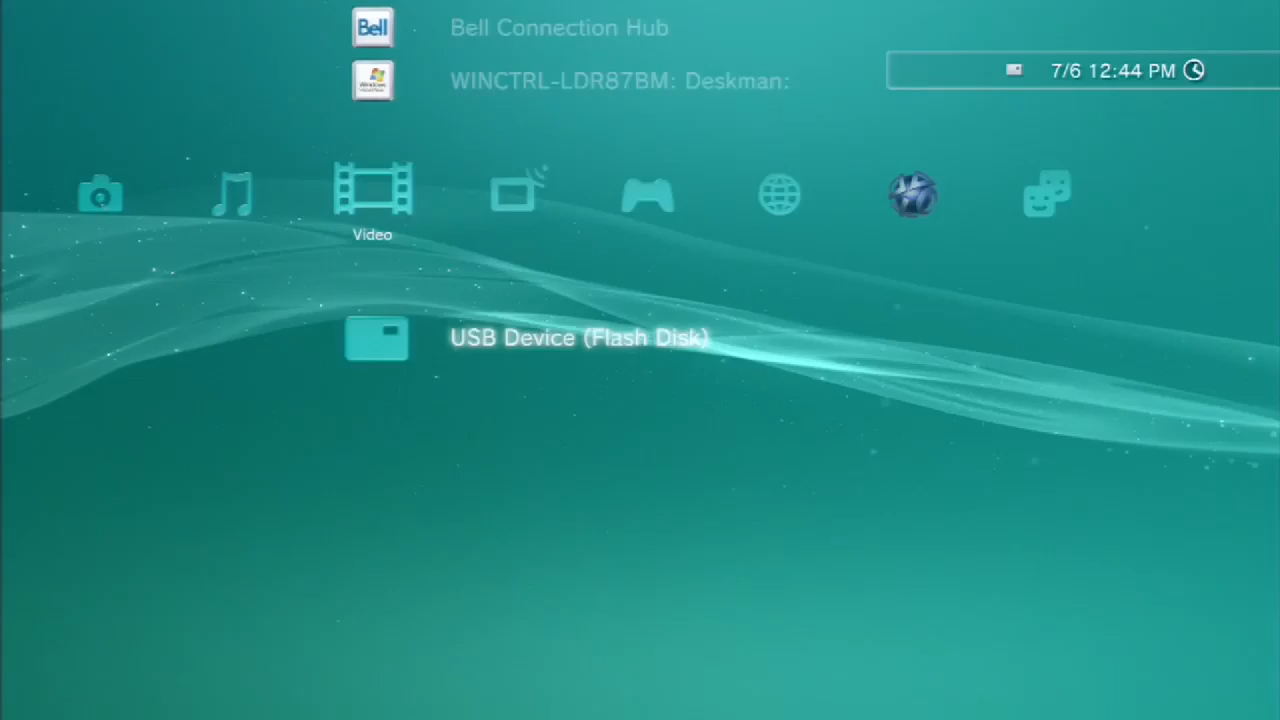 Bell
Bell Connection Hub
WINCTRL-LDR87BM: Deskman:
7/6 12:44 PM
Video
USB Device (Flash Disk)